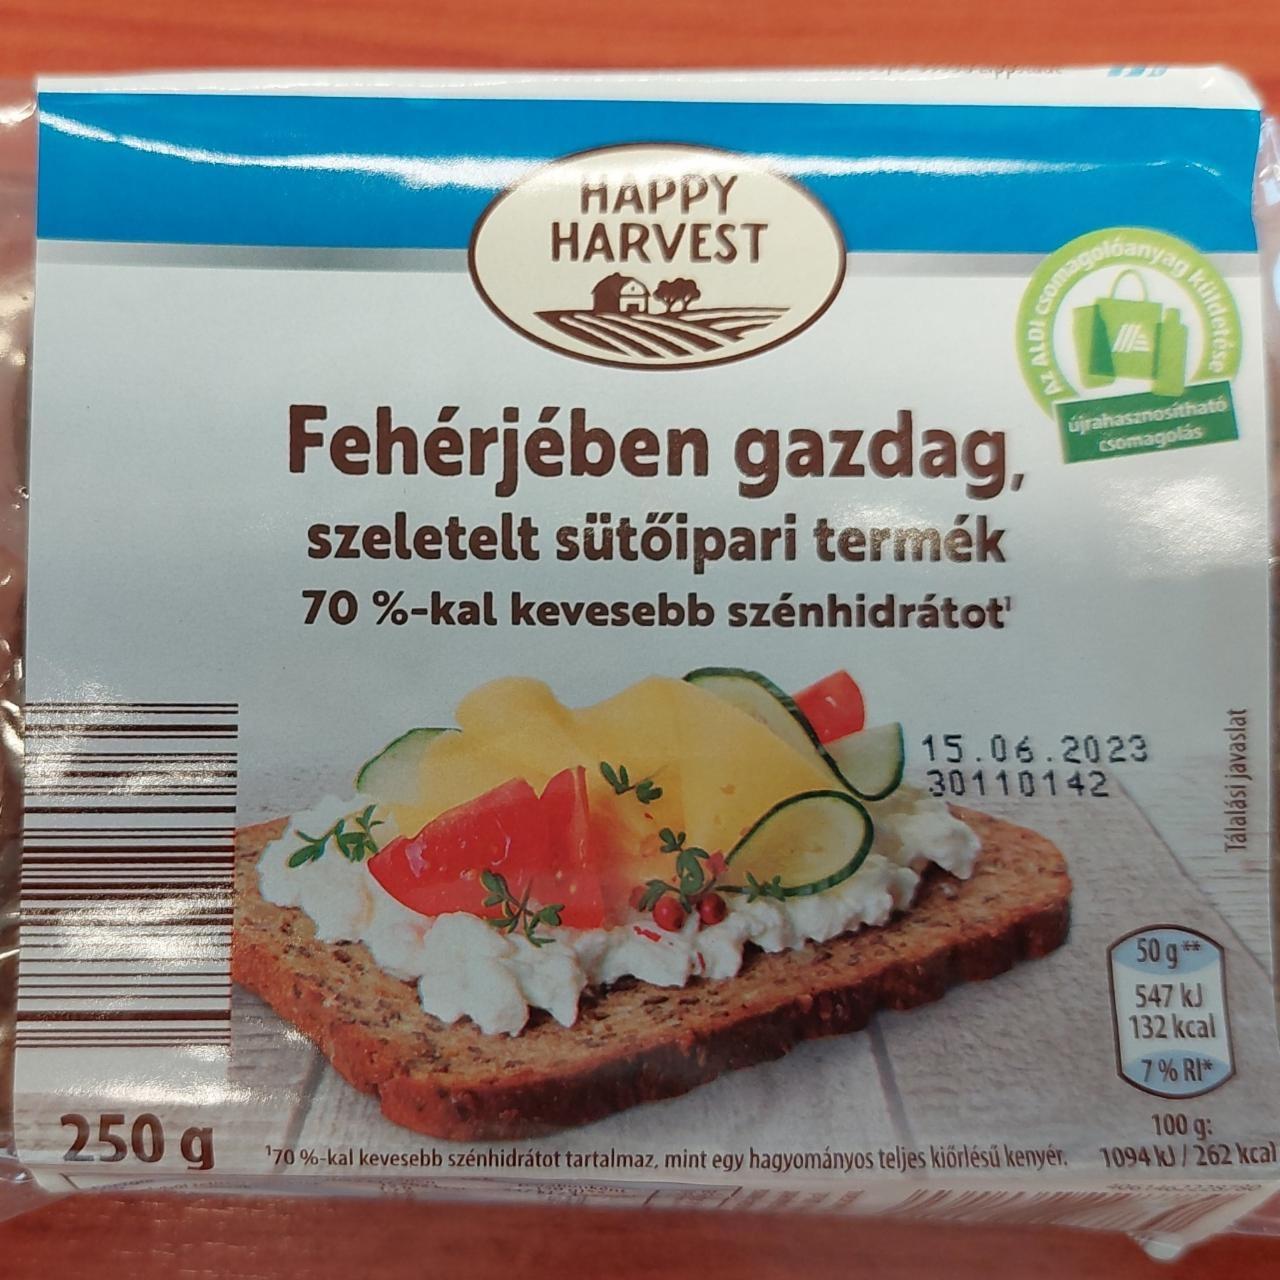 HAPPY
HARVEST
AZ ALDI csomagolóanyag küldetése
újrahasznosítható
csomagolás
Fehérjében gazdag,
szeletelt sütőipari termék
70 %-kal kevesebb szénhidrátot¹
15.06.2023
30110142
Tálalási javaslat
50 g**
547 kJ
132 kcal
7 % RI*
100 g:
1094 kJ / 262 kcal
250 g
¹70 %-kal kevesebb szénhidrátot tartalmaz, mint egy hagyományos teljes kiőrlésű kenyér.